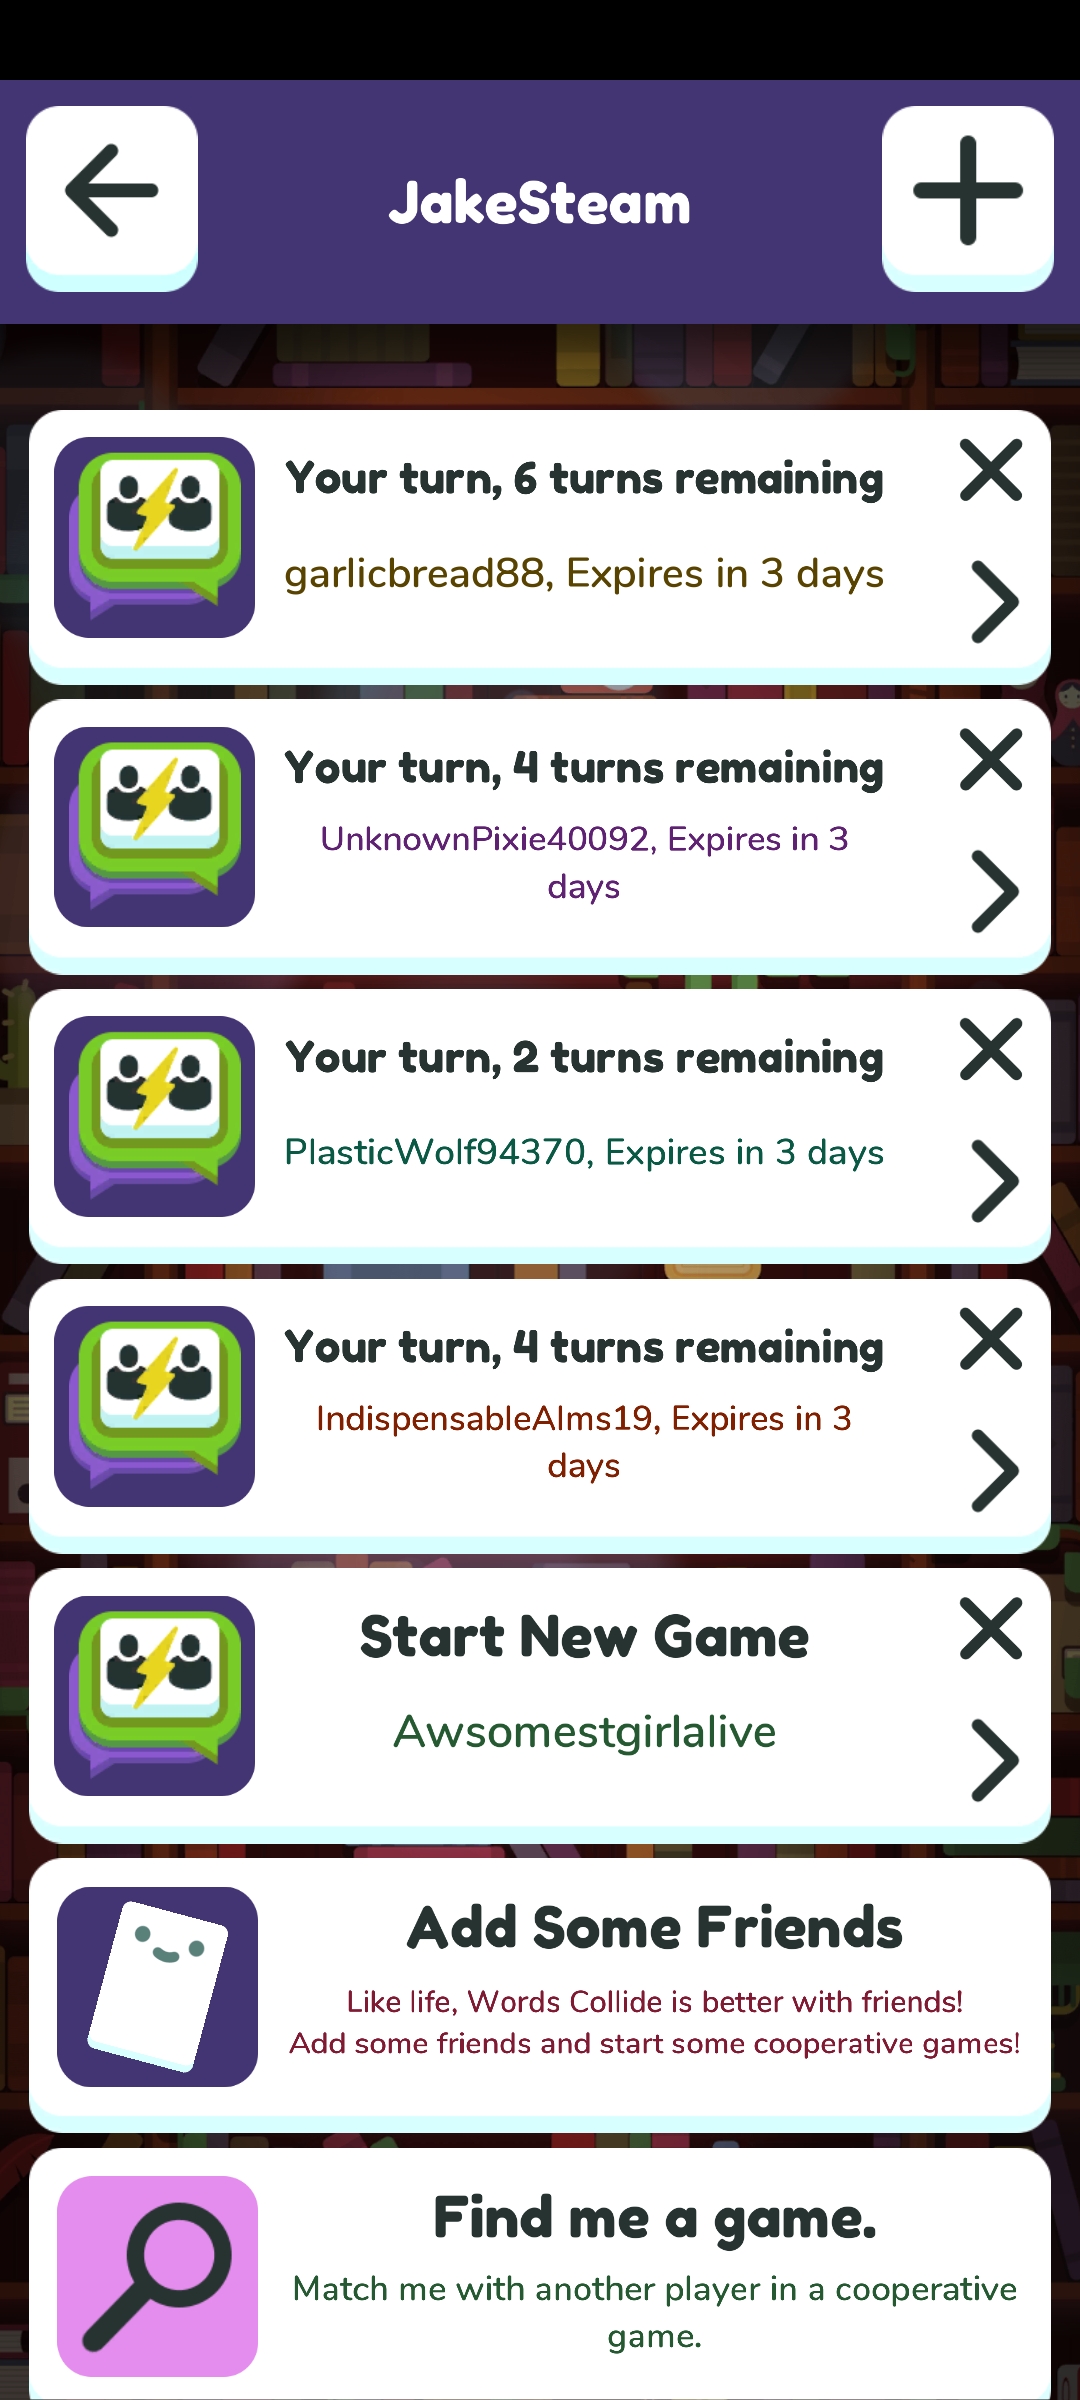 JakeSteam
Your turn, 6 turns remaining
garlicbread88, Expires in 3 days
Your turn, 4 turns remaining
UnknownPixie40092, Expires in 3
days
Your turn, 2 turns remaining
PlasticWolf94370, Expires in 3 days
Your turn, 4 turns remaining
IndispensableAlms19, Expires in 3
days
Start New Game
Awsomestgirlalive
Add Some Friends
Like life, Words Collide is better with friends!
Add some friends and start some cooperative games!
Find me a game.
Match me with another player in a cooperative
game.